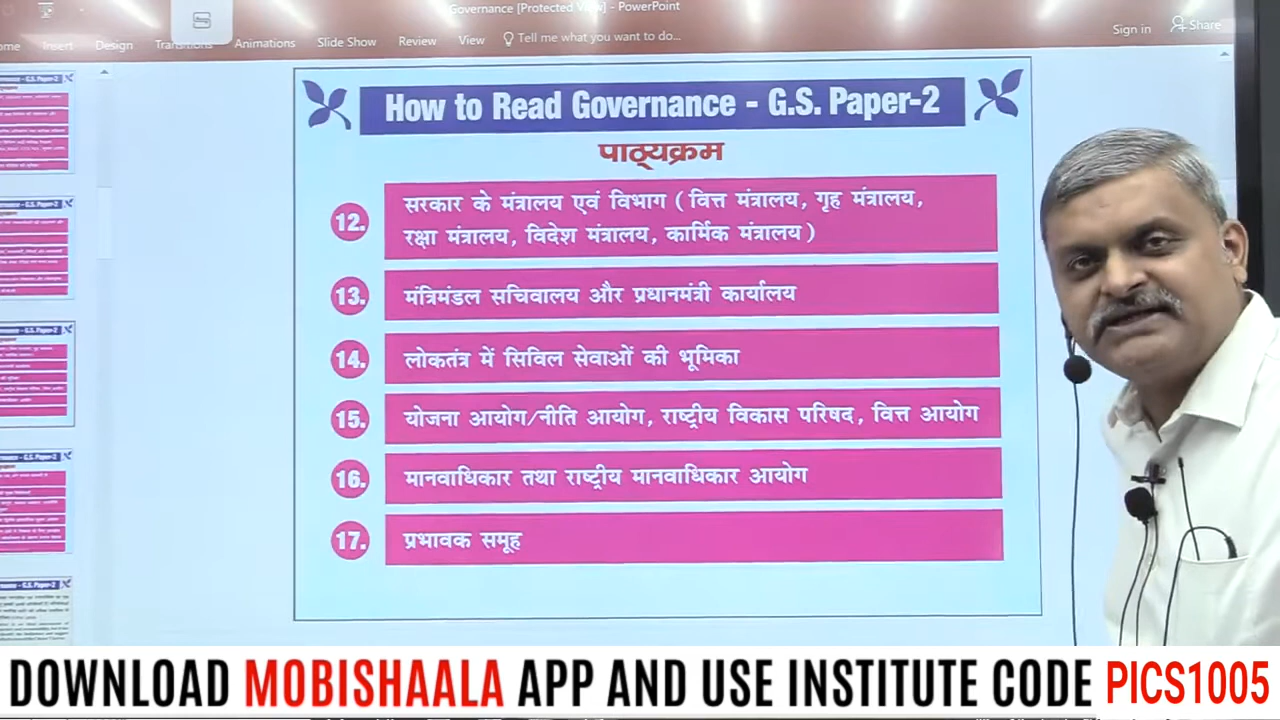 Governance [Protected View] - PowerPoint
Insert Design Transitions Animations Slide Show Review View Tell me what you want to do... Sign in Share
How to Read Governance - G.S. Paper-2
पाठ्यक्रम
12. सरकार के मंत्रालय एवं विभाग (वित्त मंत्रालय, गृह मंत्रालय,
रक्षा मंत्रालय, विदेश मंत्रालय, कार्मिक मंत्रालय)
13. मंत्रिमंडल सचिवालय और प्रधानमंत्री कार्यालय
14. लोकतंत्र में सिविल सेवाओं की भूमिका
15. योजना आयोग/नीति आयोग, राष्ट्रीय विकास परिषद, वित्त आयोग
16. मानवाधिकार तथा राष्ट्रीय मानवाधिकार आयोग
17. प्रभावक समूह
DOWNLOAD MOBISHAALA APP AND USE INSTITUTE CODE PICS1005